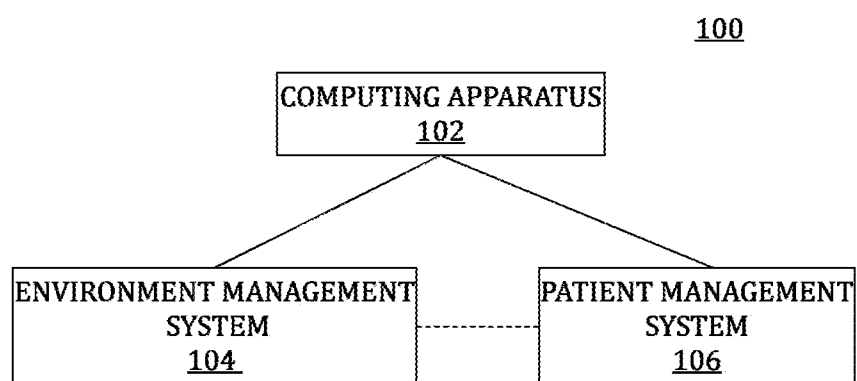 100
COMPUTING APPARATUS
102
ENVIRONMENT MANAGEMENT
SYSTEM
104
PATIENT MANAGEMENT
SYSTEM
106